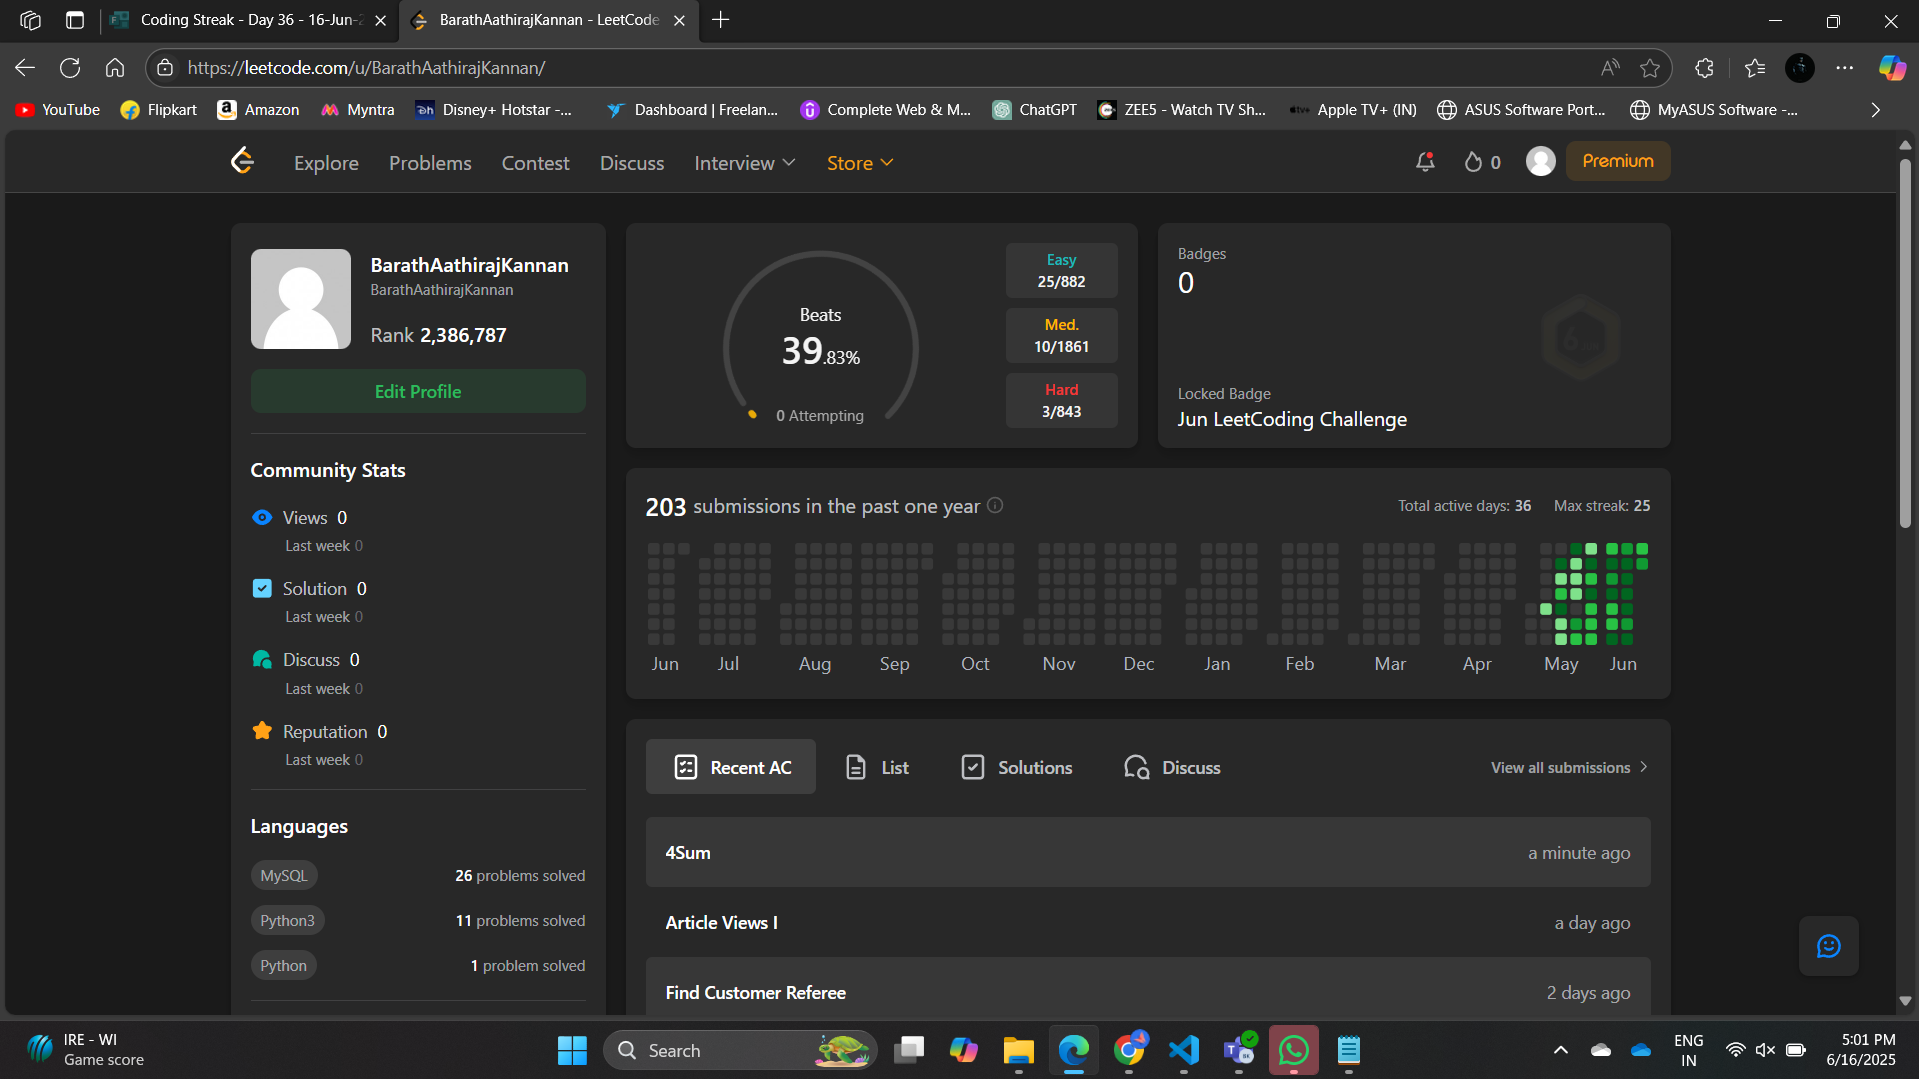 Coding Streak - Day 36 - 16-Jun-2
BarathAathirajKannan - LeetCode
https://leetcode.com/u/BarathAathirajKannan/
YouTube
Flipkart
Amazon
Myntra
Disney+ Hotstar -...
Dashboard | Freelan...
Complete Web & M...
ChatGPT
ZEE5 - Watch TV Sh...
Apple TV+ (IN)
ASUS Software Port...
MyASUS Software -...
Explore
Problems
Contest
Discuss
Interview
Store
0
Premium
BarathAathirajKannan
BarathAathirajKannan
Rank 2,386,787
Edit Profile
Community Stats
Views 0
Last week 0
Solution 0
Last week 0
Discuss 0
Last week 0
Reputation 0
Last week 0
Languages
MySQL 26 problems solved
Python3 11 problems solved
Python 1 problem solved
Beats
39.83%
0 Attempting
Easy
25/882
Med.
10/1861
Hard
3/843
Badges
0
Locked Badge
Jun LeetCoding Challenge
203 submissions in the past one year
Total active days: 36 Max streak: 25
Jun Jul Aug Sep Oct Nov Dec Jan Feb Mar Apr May Jun
Recent AC
List
Solutions
Discuss
View all submissions
4Sum a minute ago
Article Views I a day ago
Find Customer Referee 2 days ago
IRE - WI
Game score
Search
ENG
IN
5:01 PM
6/16/2025